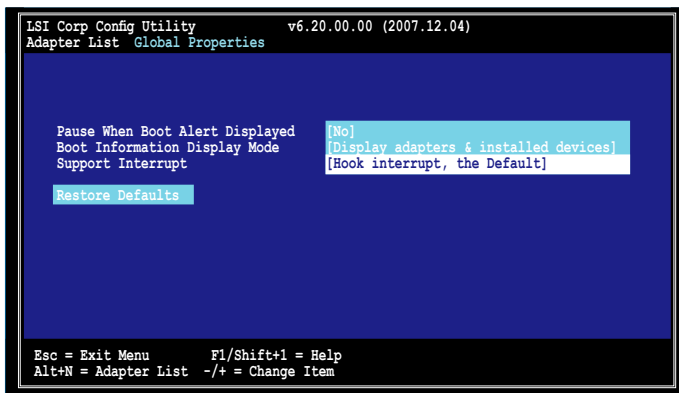 LSI Corp Config Utility v6.20.00.00 (2007.12.04)
Adapter List Global Properties
Pause When Boot Alert Displayed [No]
Boot Information Display Mode [Display adapters & installed devices]
Support Interrupt [Hook interrupt, the Default]
Restore Defaults
Esc = Exit Menu F1/Shift+1 = Help
Alt+N = Adapter List -/+ = Change Item